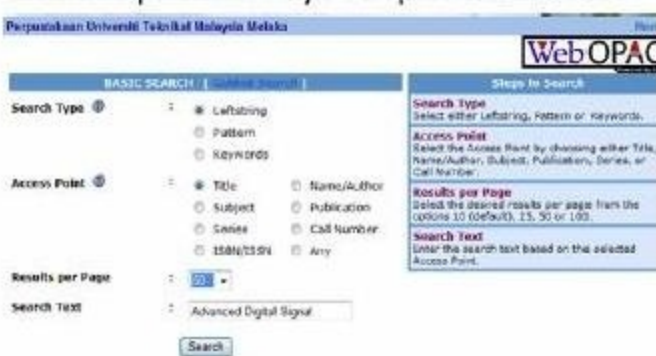 Perpustakaan Universiti Teknikal Malaysia Melaka
WebOPAC
BASIC SEARCH | Guided Search |
Search Type : Leftstring
Pattern
Keywords
Access Point : Title Name/Author
Subject Publication
Series Call Number
ISBN/ISSN Any
Results per Page : 50
Search Text : Advanced Digital Signal
Search
Steps to Search
Search Type
Select either Leftstring, Pattern or Keywords.
Access Point
Select the Access Point by choosing either Title,
Name/Author, Subject, Publication, Series, or
Call Number.
Results per Page
Select the desired results per page from the
options 10 (default), 25, 50 or 100.
Search Text
Enter the search text based on the selected
Access Point.